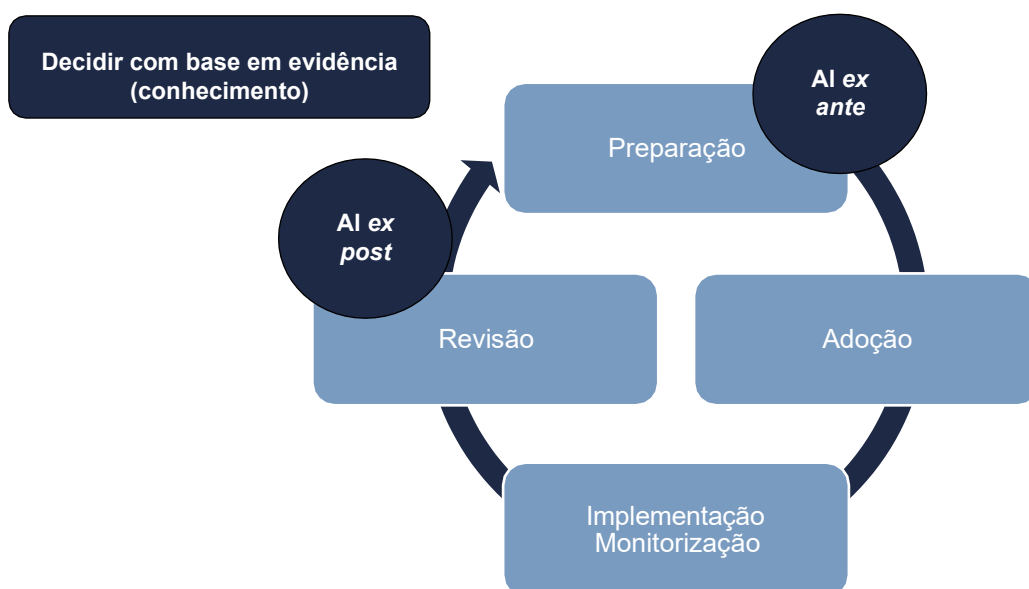 Decidir com base em evidência
(conhecimento)
AI ex
ante
Preparação
AI ex
post
Revisão
Adoção
Implementação
Monitorização